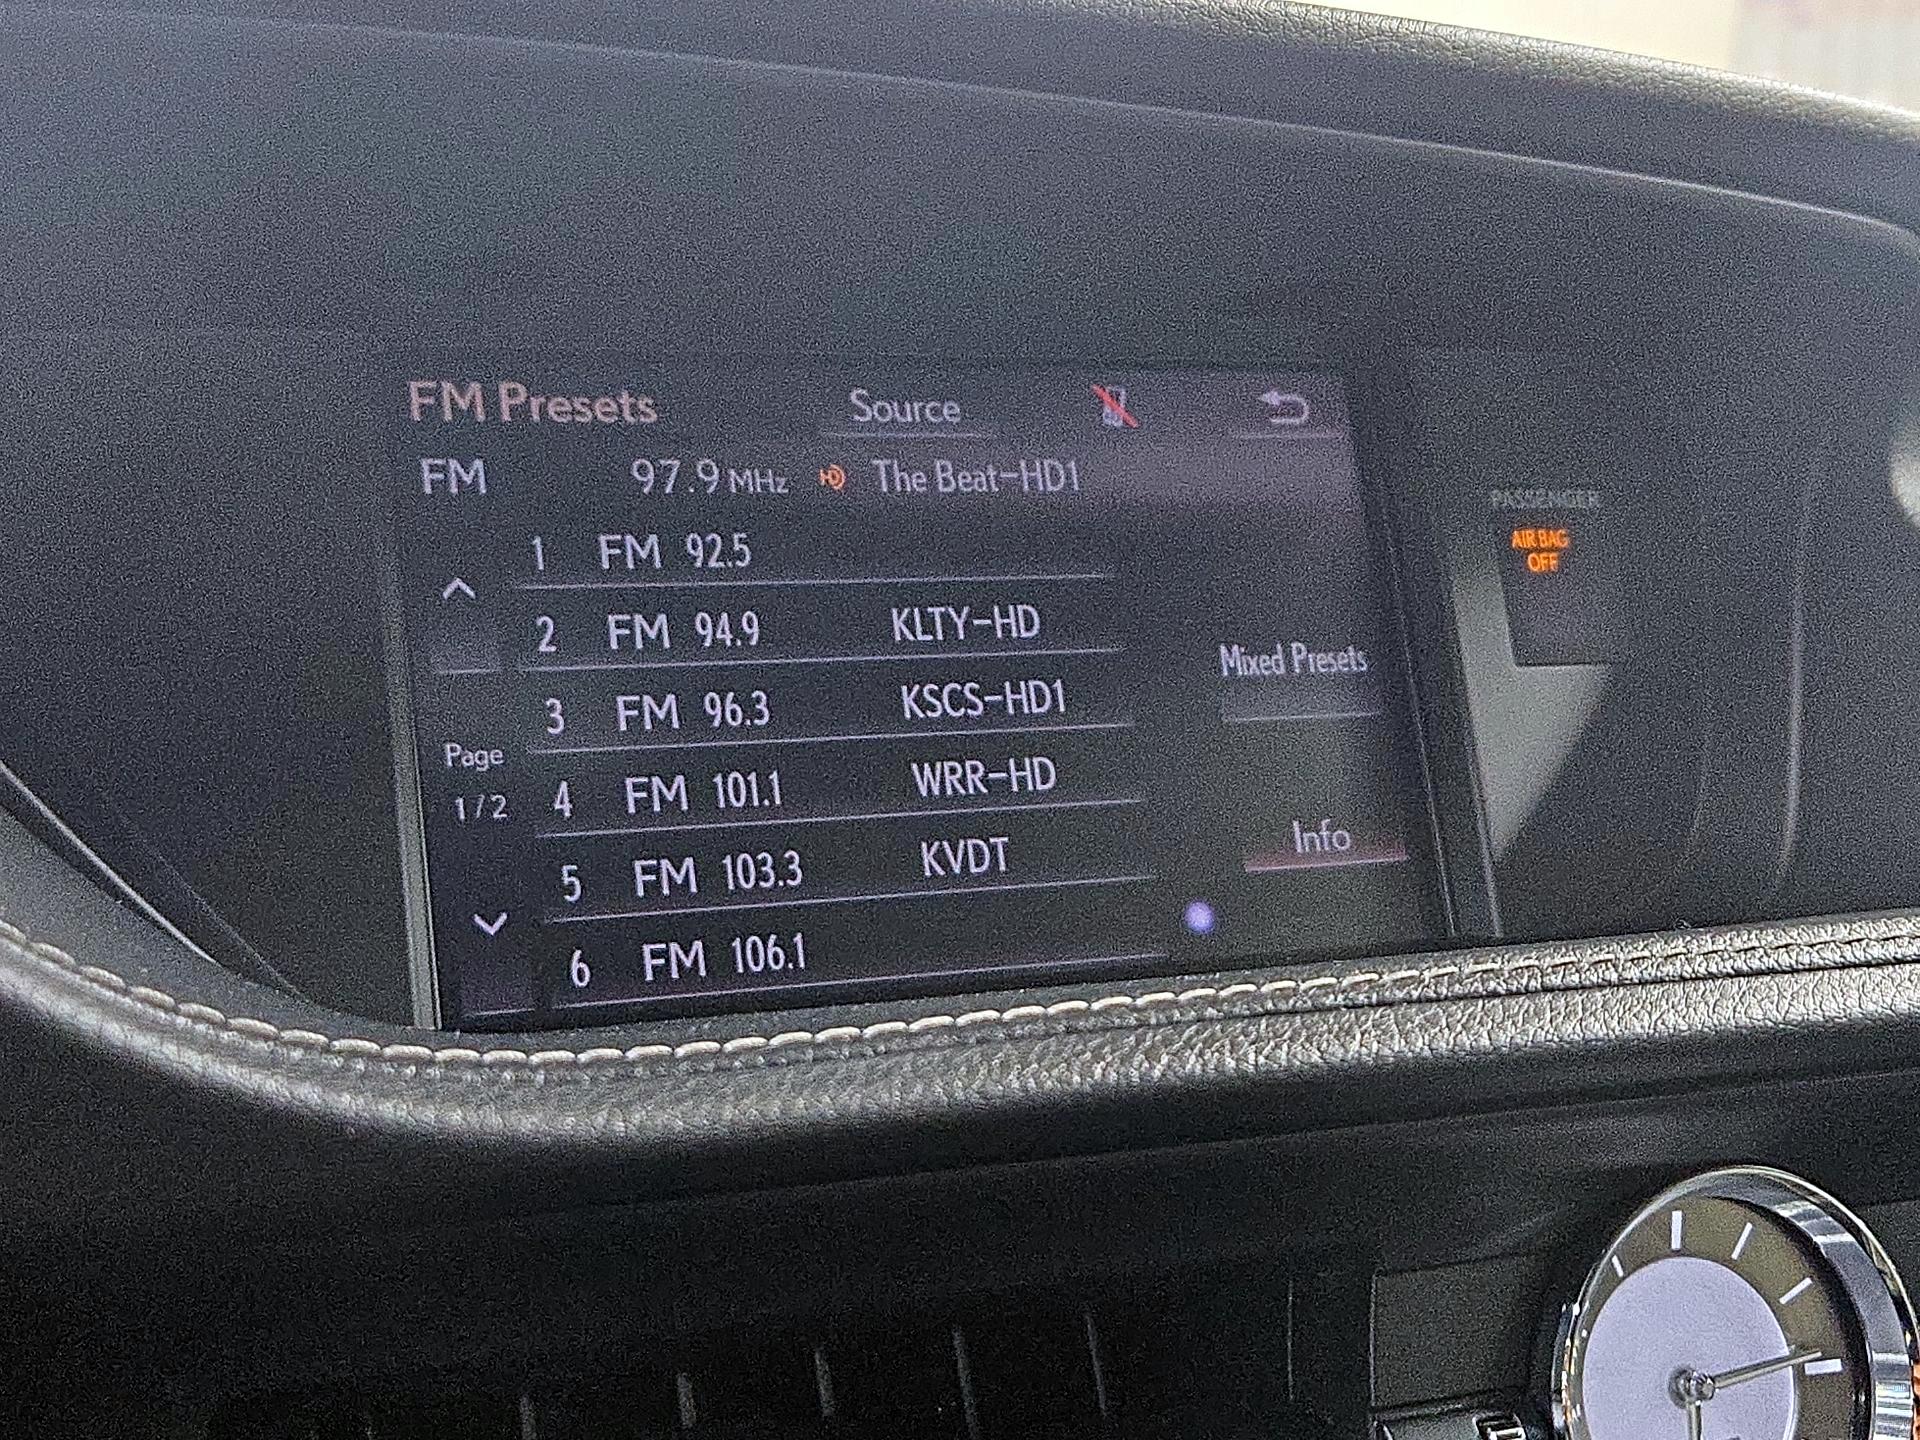 FM Presets Source
FM 97.9 MHz HD The Beat-HD1
PASSENGER
AIR BAG
OFF
1 FM 92.5
2 FM 94.9 KLTY-HD
3 FM 96.3 KSCS-HD1
Mixed Presets
Page
1/2
4 FM 101.1 WRR-HD
5 FM 103.3 KVDT
Info
6 FM 106.1